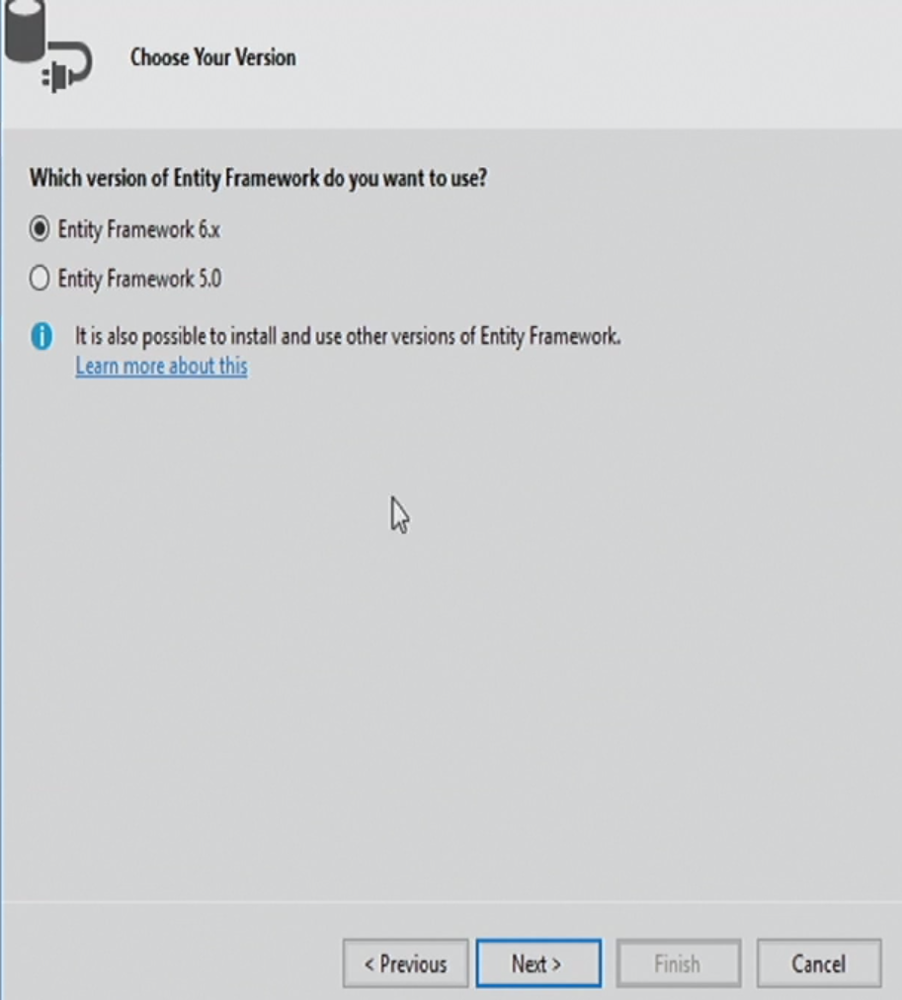 Choose Your Version
Which version of Entity Framework do you want to use?
Entity Framework 6.x
Entity Framework 5.0
It is also possible to install and use other versions of Entity Framework.
Learn more about this
< Previous
Next >
Finish
Cancel